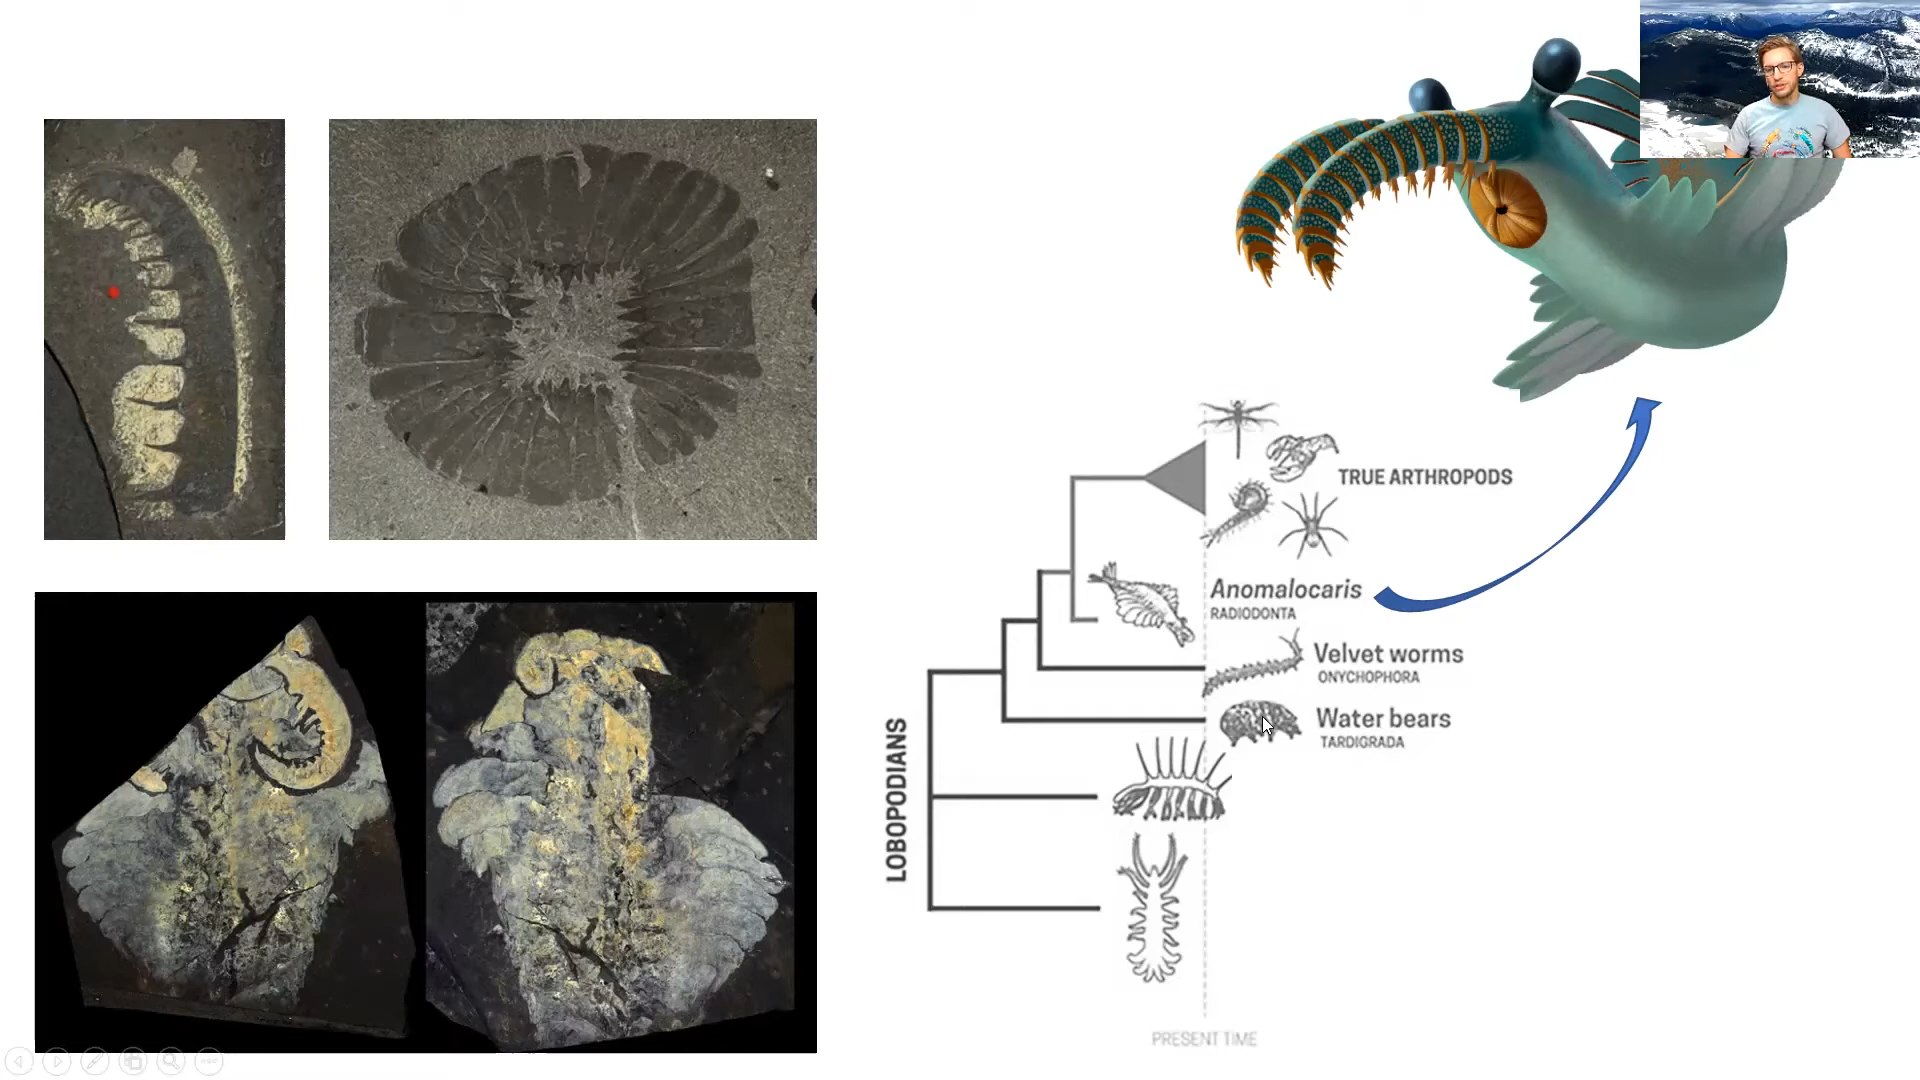 TRUE ARTHROPODS
Anomalocaris
RADIODONTA
Velvet worms
ONYCHOPHORA
Water bears
TARDIGRADA
LOBOPODIANS
PRESENT TIME